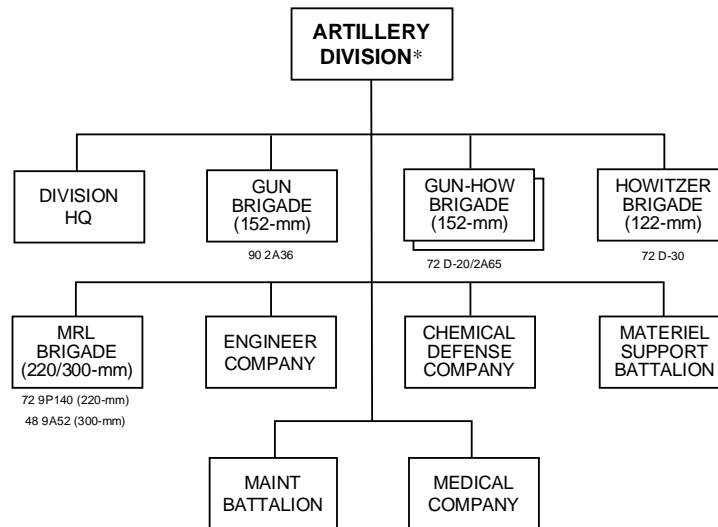 ARTILLERY
DIVISION*
DIVISION
HQ
GUN
BRIGADE
(152-mm)
90 2A36
GUN-HOW
BRIGADE
(152-mm)
72 D-20/2A65
HOWITZER
BRIGADE
(122-mm)
72 D-30
MRL
BRIGADE
(220/300-mm)
72 9P140 (220-mm)
48 9A52 (300-mm)
ENGINEER
COMPANY
CHEMICAL
DEFENSE
COMPANY
MATERIEL
SUPPORT
BATTALION
MAINT
BATTALION
MEDICAL
COMPANY